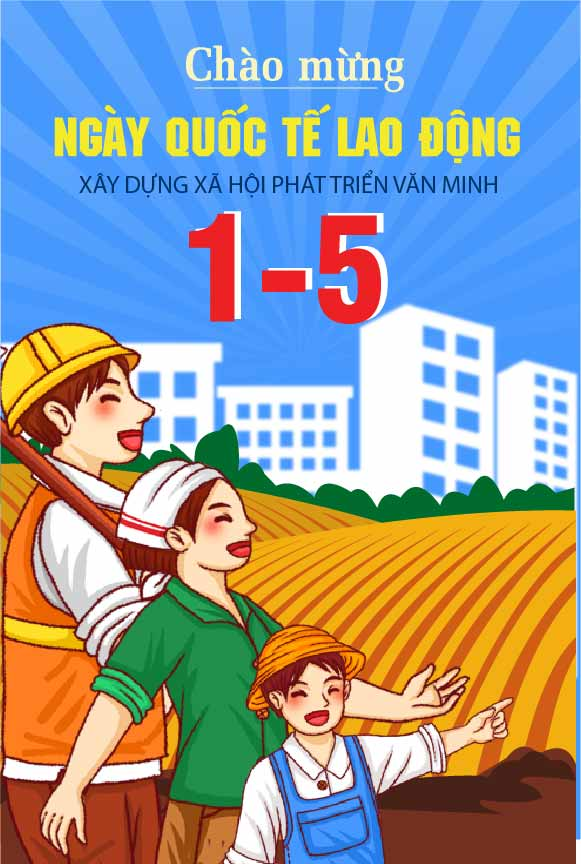 Chào mừng
NGÀY QUỐC TẾ LAO ĐỘNG
XÂY DỰNG XÃ HỘI PHÁT TRIỂN VĂN MINH
1-5